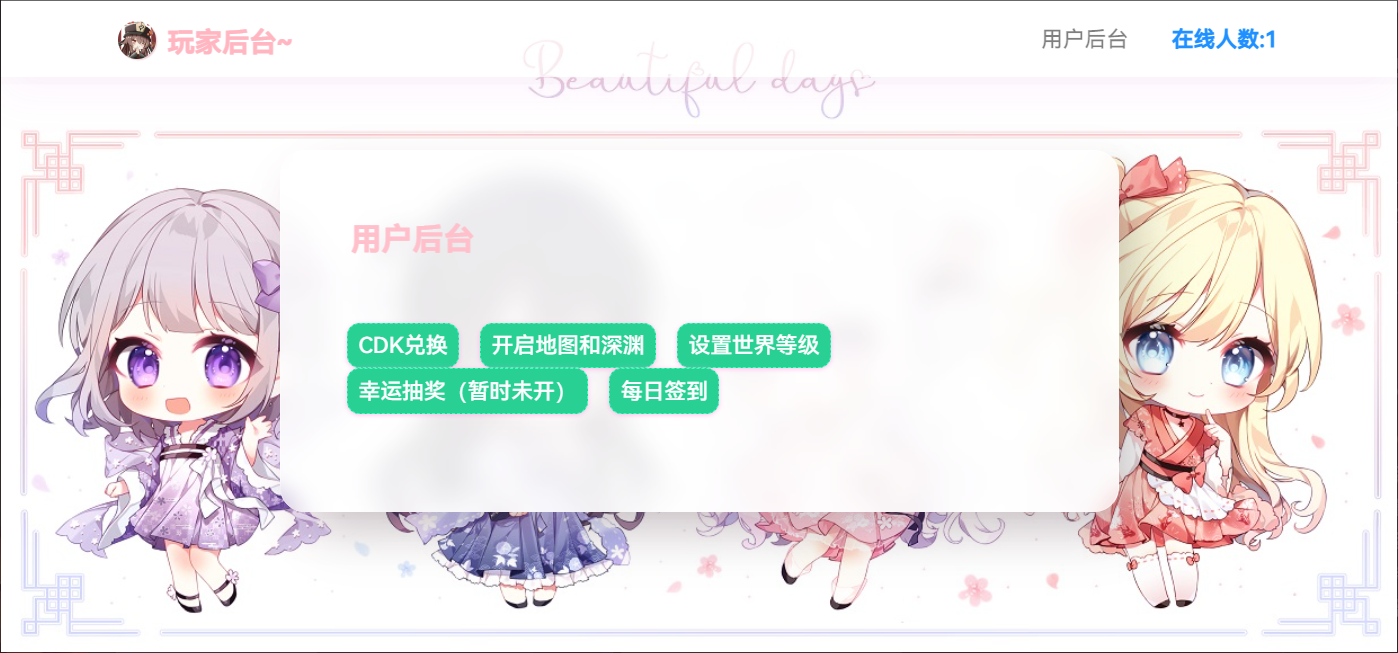 玩家后台~
用户后台
在线人数:1
Beautiful days
用户后台
CDK兑换
开启地图和深渊
设置世界等级
幸运抽奖（暂时未开）
每日签到